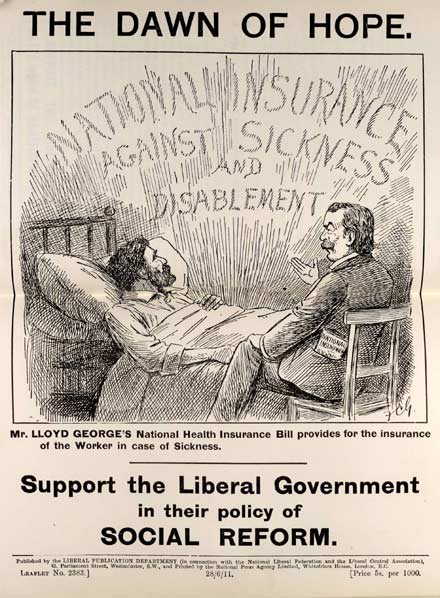 THE DAWN OF HOPE.
NATIONAL INSURANCE
AGAINST SICKNESS
AND
DISABLEMENT
NATIONAL
INSURANCE
Mr. LLOYD GEORGE'S National Health Insurance Bill provides for the insurance
of the Worker in case of Sickness.
Support the Liberal Government
in their policy of
SOCIAL REFORM.
Published by the LIBERAL PUBLICATION DEPARTMENT (in connection with the National Liberal Federation and the Liberal Central Association),
42, Parliament Street, Westminster, S.W., and Printed by the National Press Agency Limited, Whitefriars House, London, E.C.
LEAFLET No. 2383.] 28/6/11. [Price 5s. per 1000.